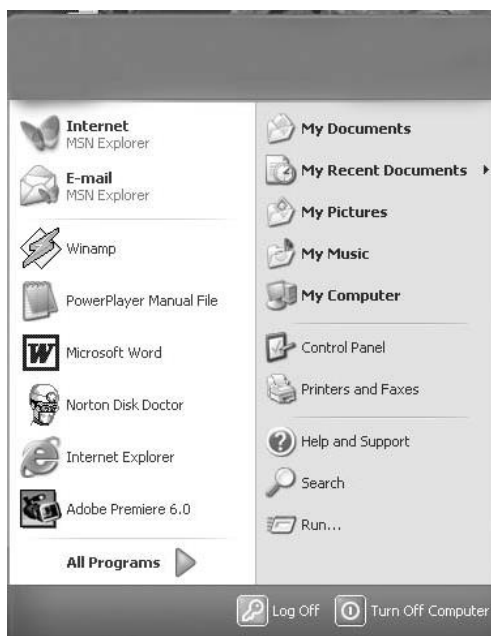 Internet
MSN Explorer
E-mail
MSN Explorer
Winamp
PowerPlayer Manual File
Microsoft Word
Norton Disk Doctor
Internet Explorer
Adobe Premiere 6.0
All Programs
My Documents
My Recent Documents
My Pictures
My Music
My Computer
Control Panel
Printers and Faxes
Help and Support
Search
Run...
Log Off
Turn Off Computer